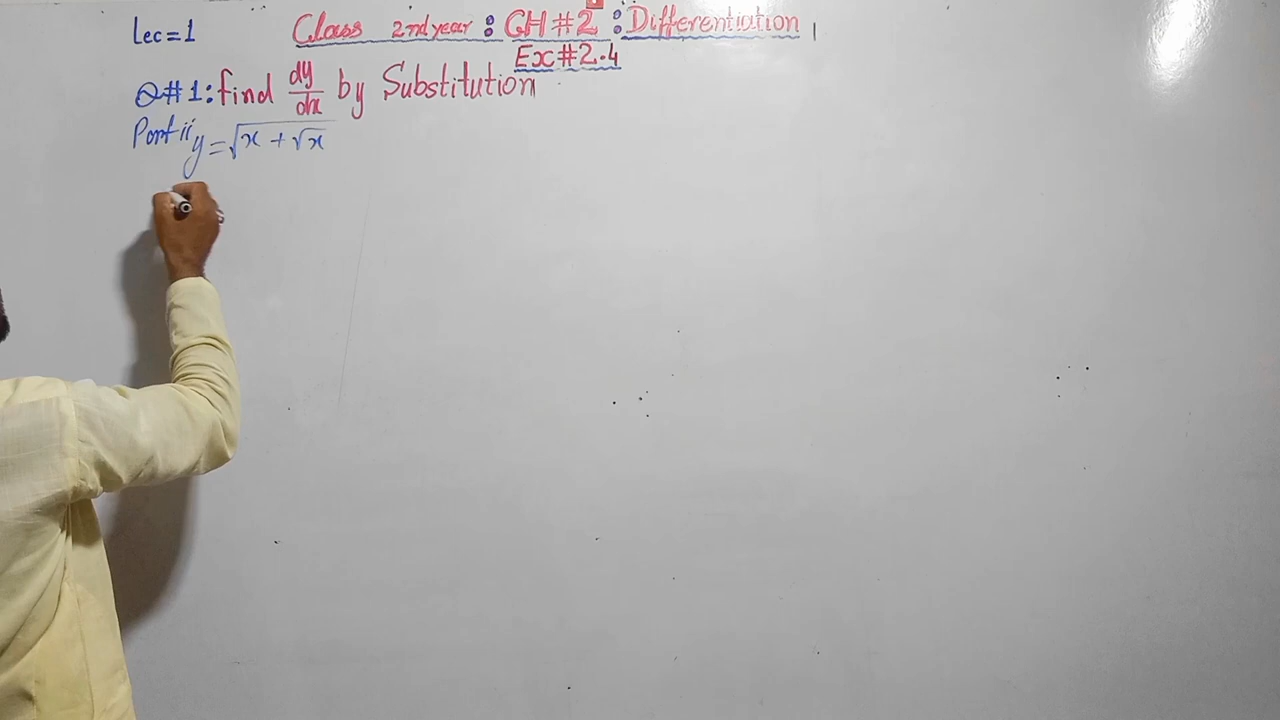 Lec=1
Class 2nd year : CH#2 : Differentiation
Ex#2.4
Q#1: Find dy/dx by Substitution
Part ii y = √(x + √x)